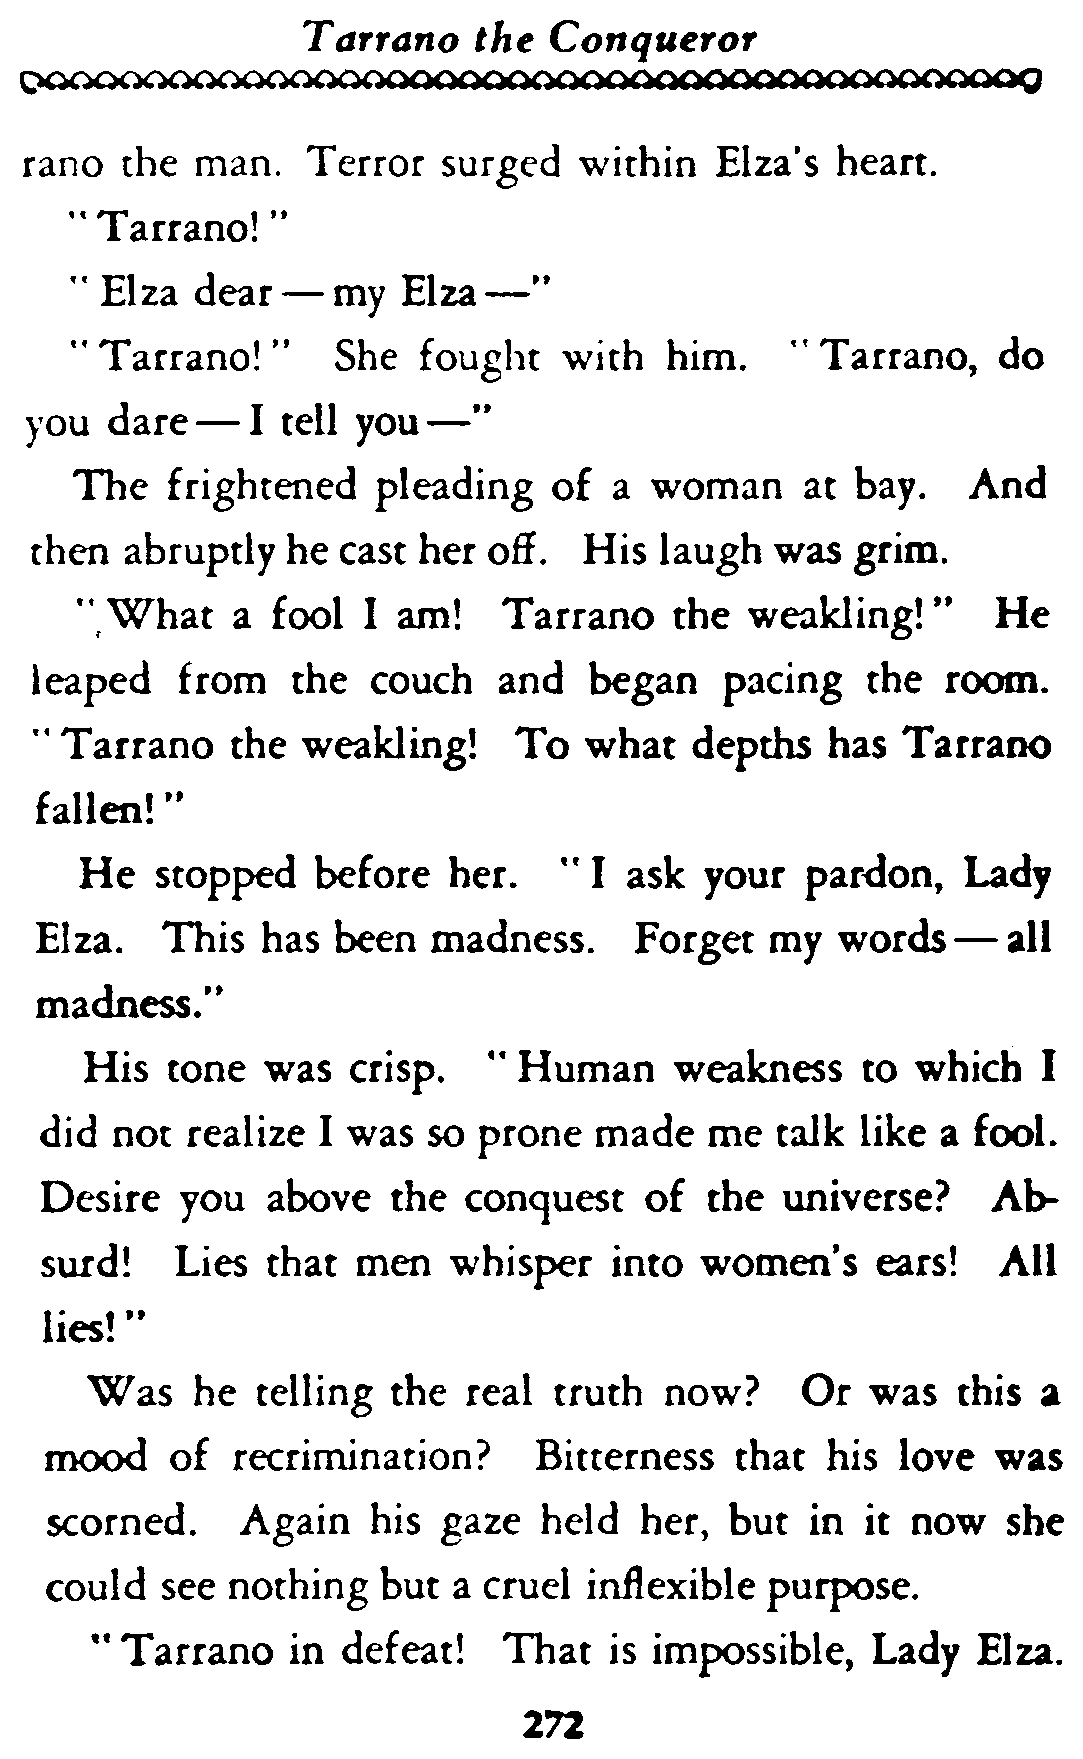 Tarrano the Conqueror
rano the man. Terror surged within Elza's heart.
"Tarrano!"
"Elza dear — my Elza —"
"Tarrano!" She fought with him. "Tarrano, do
you dare — I tell you —"
The frightened pleading of a woman at bay. And
then abruptly he cast her off. His laugh was grim.
"What a fool I am! Tarrano the weakling!" He
leaped from the couch and began pacing the room.
"Tarrano the weakling! To what depths has Tarrano
fallen!"
He stopped before her. "I ask your pardon, Lady
Elza. This has been madness. Forget my words — all
madness."
His tone was crisp. "Human weakness to which I
did not realize I was so prone made me talk like a fool.
Desire you above the conquest of the universe? Ab-
surd! Lies that men whisper into women's ears! All
lies!"
Was he telling the real truth now? Or was this a
mood of recrimination? Bitterness that his love was
scorned. Again his gaze held her, but in it now she
could see nothing but a cruel inflexible purpose.
"Tarrano in defeat! That is impossible, Lady Elza.
272